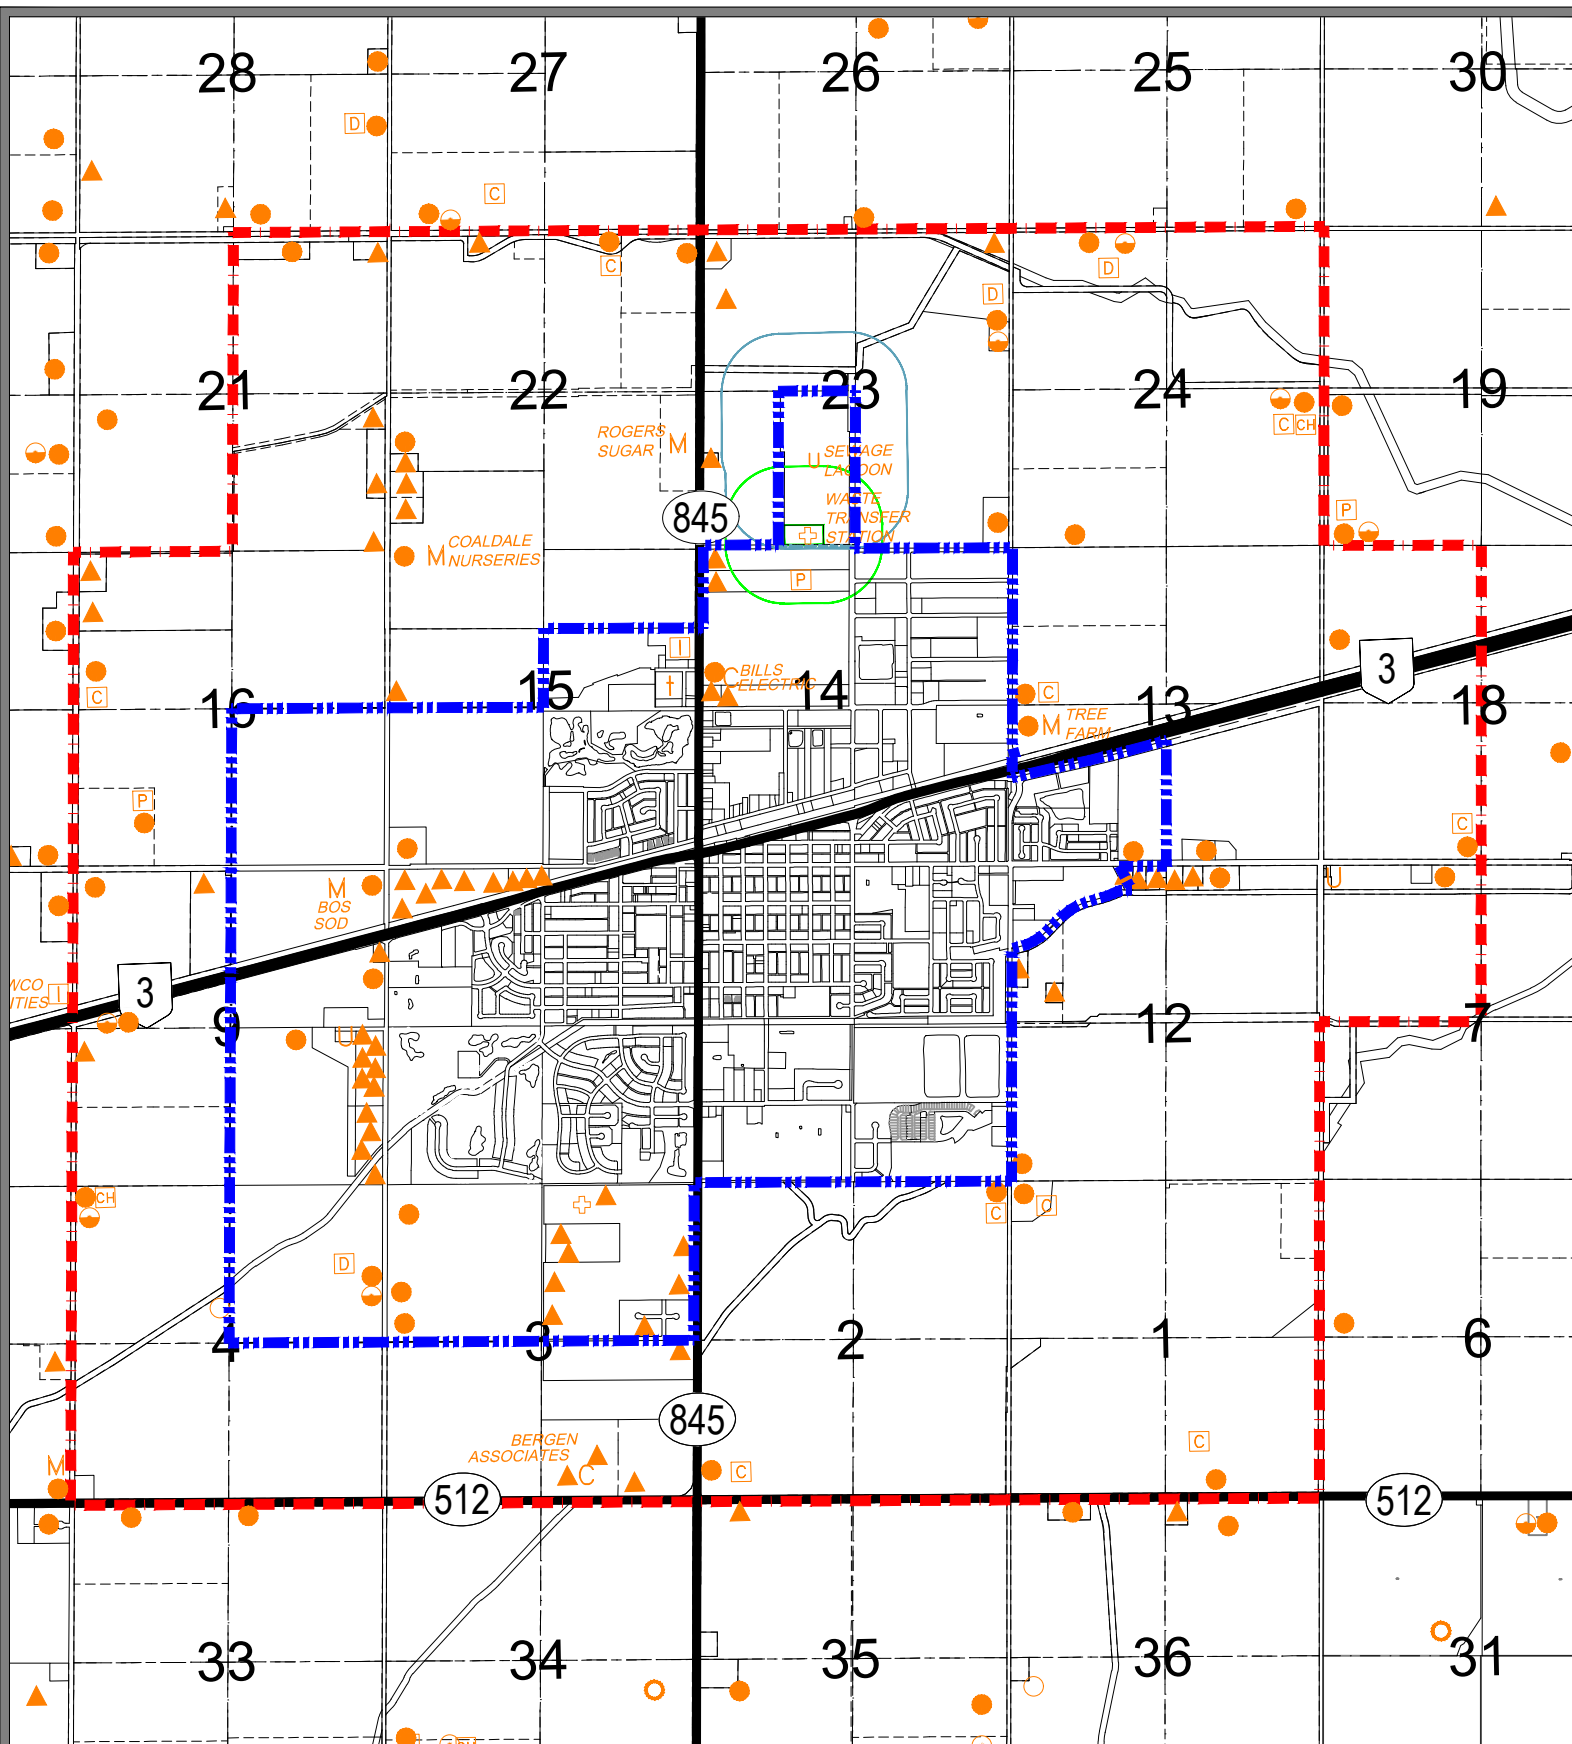 28
27
26
25
30
D
C
C
D
D
21
22
23
24
19
C
CH
ROGERS
SUGAR
M
U
SEWAGE
LAGOON
WASTE
TRANSFER
STATION
845
P
M
COALDALE
NURSERIES
P
I
†
C
BILLS
ELECTRIC
3
16
15
14
13
18
C
C
M
TREE
FARM
P
C
M
BOS
SOD
U
3
I
9
U
12
7
CH
C
C
D
4
3
2
1
6
845
C
BERGEN
ASSOCIATES
C
C
M
512
512
33
34
35
36
31